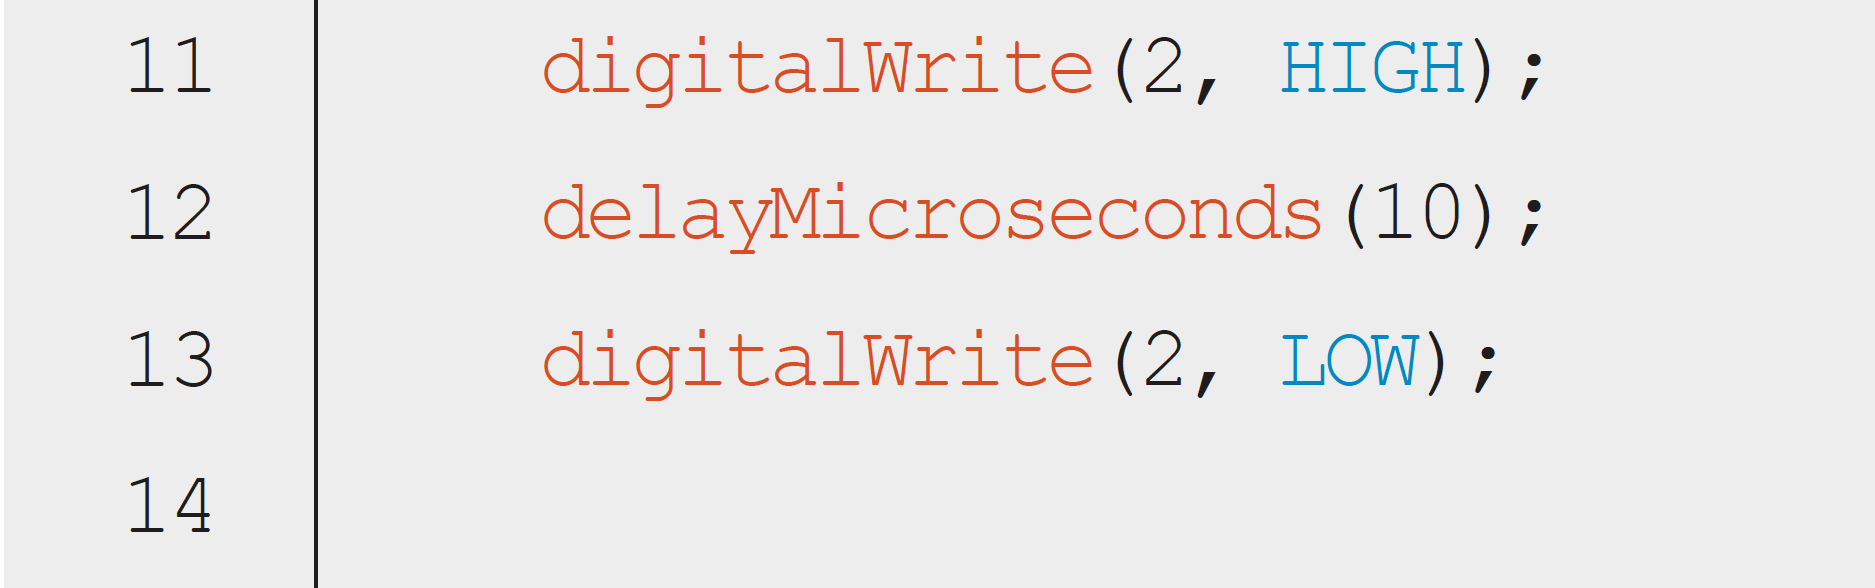 11 digitalWrite(2, HIGH);
12 delayMicroseconds(10);
13 digitalWrite(2, LOW);
14